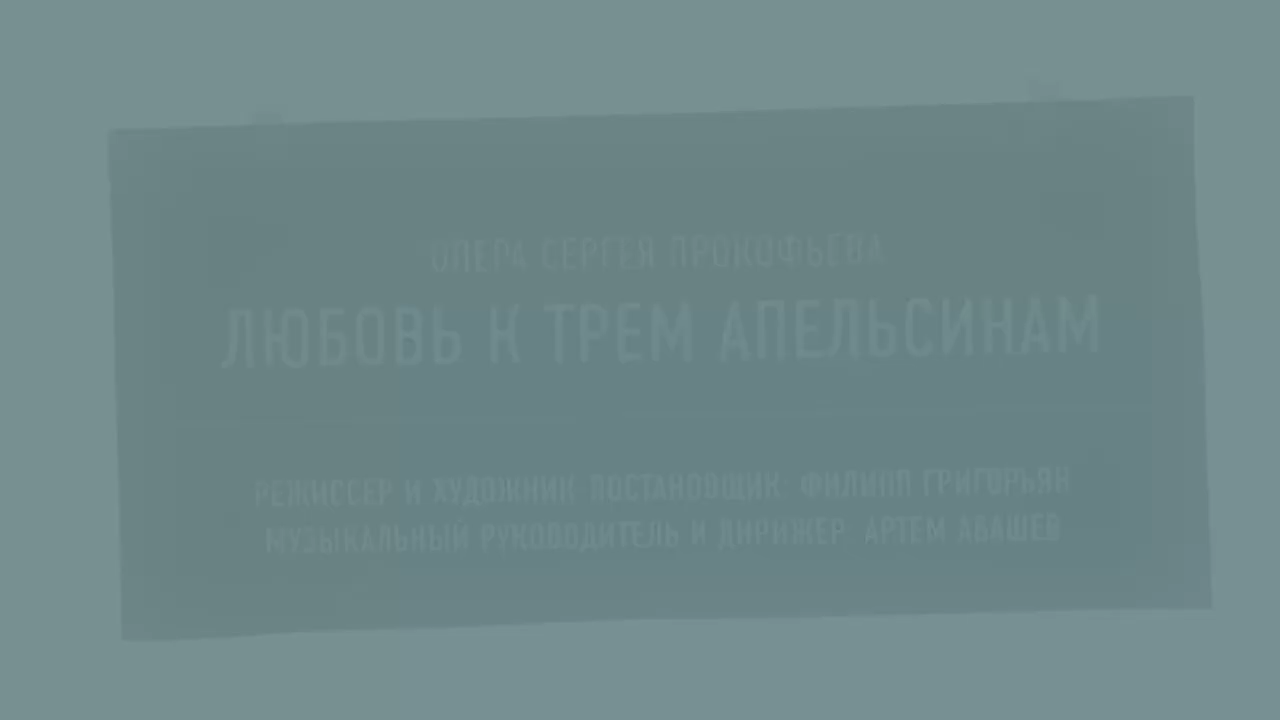 ОПЕРА СЕРГЕЯ ПРОКОФЬЕВА
ЛЮБОВЬ К ТРЕМ АПЕЛЬСИНАМ
РЕЖИССЕР И ХУДОЖНИК-ПОСТАНОВЩИК: ФИЛИПП ГРИГОРЬЯН
МУЗЫКАЛЬНЫЙ РУКОВОДИТЕЛЬ И ДИРИЖЕР: АРТЕМ АБАШЕВ